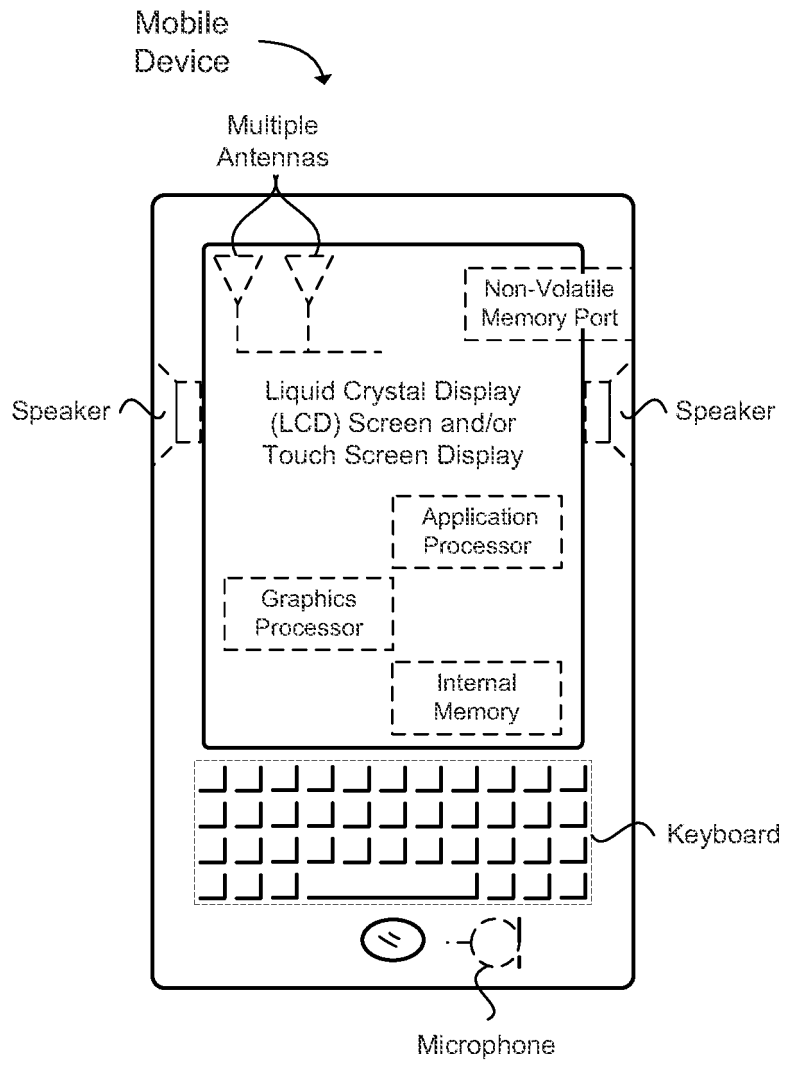 Mobile
Device
Multiple
Antennas
Non-Volatile
Memory Port
Speaker
Liquid Crystal Display
(LCD) Screen and/or
Touch Screen Display
Speaker
Application
Processor
Graphics
Processor
Internal
Memory
Keyboard
Microphone